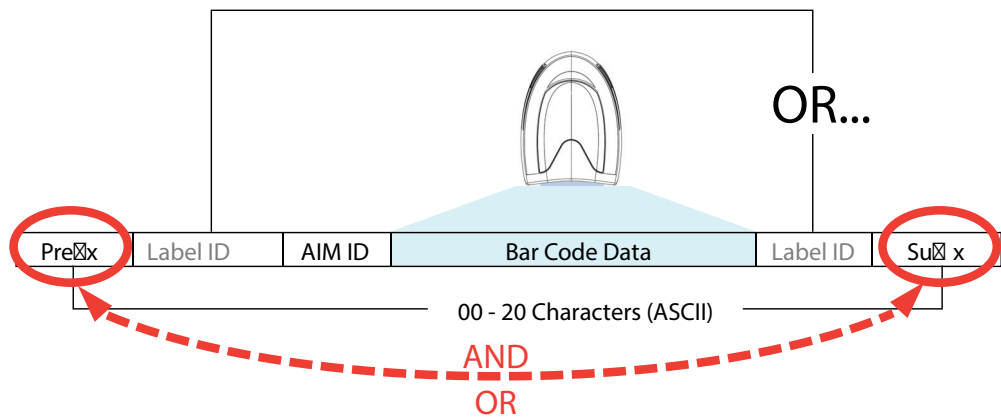 OR...
Pre☒x Label ID AIM ID Bar Code Data Label ID Su☒ x
00 - 20 Characters (ASCII)
AND
OR